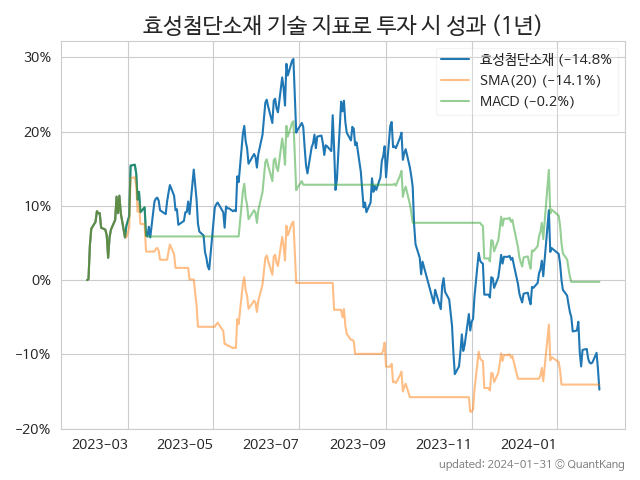 효성첨단소재 기술 지표로 투자 시 성과 (1년)
효성첨단소재 (−14.8%
SMA(20) (−14.1%)
MACD (−0.2%)
30%
20%
10%
0%
−10%
−20%
2023-03
2023-05
2023-07
2023-09
2023-11
2024-01
updated: 2024-01-31 © QuantKang